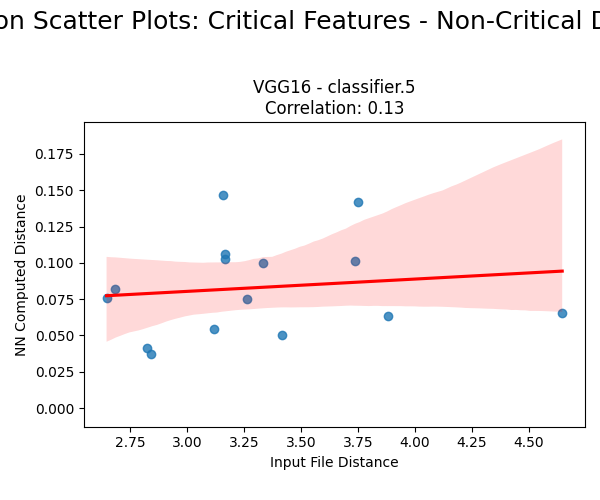 on Scatter Plots: Critical Features - Non-Critical D
VGG16 - classifier.5
Correlation: 0.13
0.175
0.150
0.125
0.100
0.075
0.050
0.025
0.000
NN Computed Distance
2.75 3.00 3.25 3.50 3.75 4.00 4.25 4.50
Input File Distance